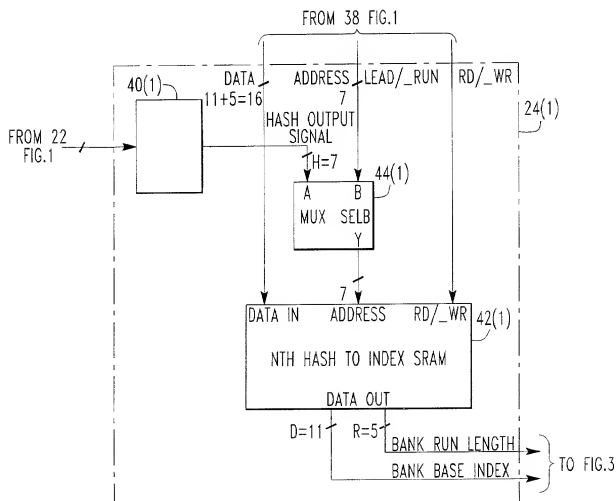 FROM 38 FIG.1
DATA ADDRESS LEAD/_RUN RD/_WR
40(1)
11+5=16
7
24(1)
FROM 22
FIG.1
HASH OUTPUT
SIGNAL
H=7
44(1)
A B
MUX SELB
Y
7
42(1)
DATA IN ADDRESS RD/_WR
NTH HASH TO INDEX SRAM
DATA OUT
D=11 R=5
BANK RUN LENGTH
BANK BASE INDEX
TO FIG.3